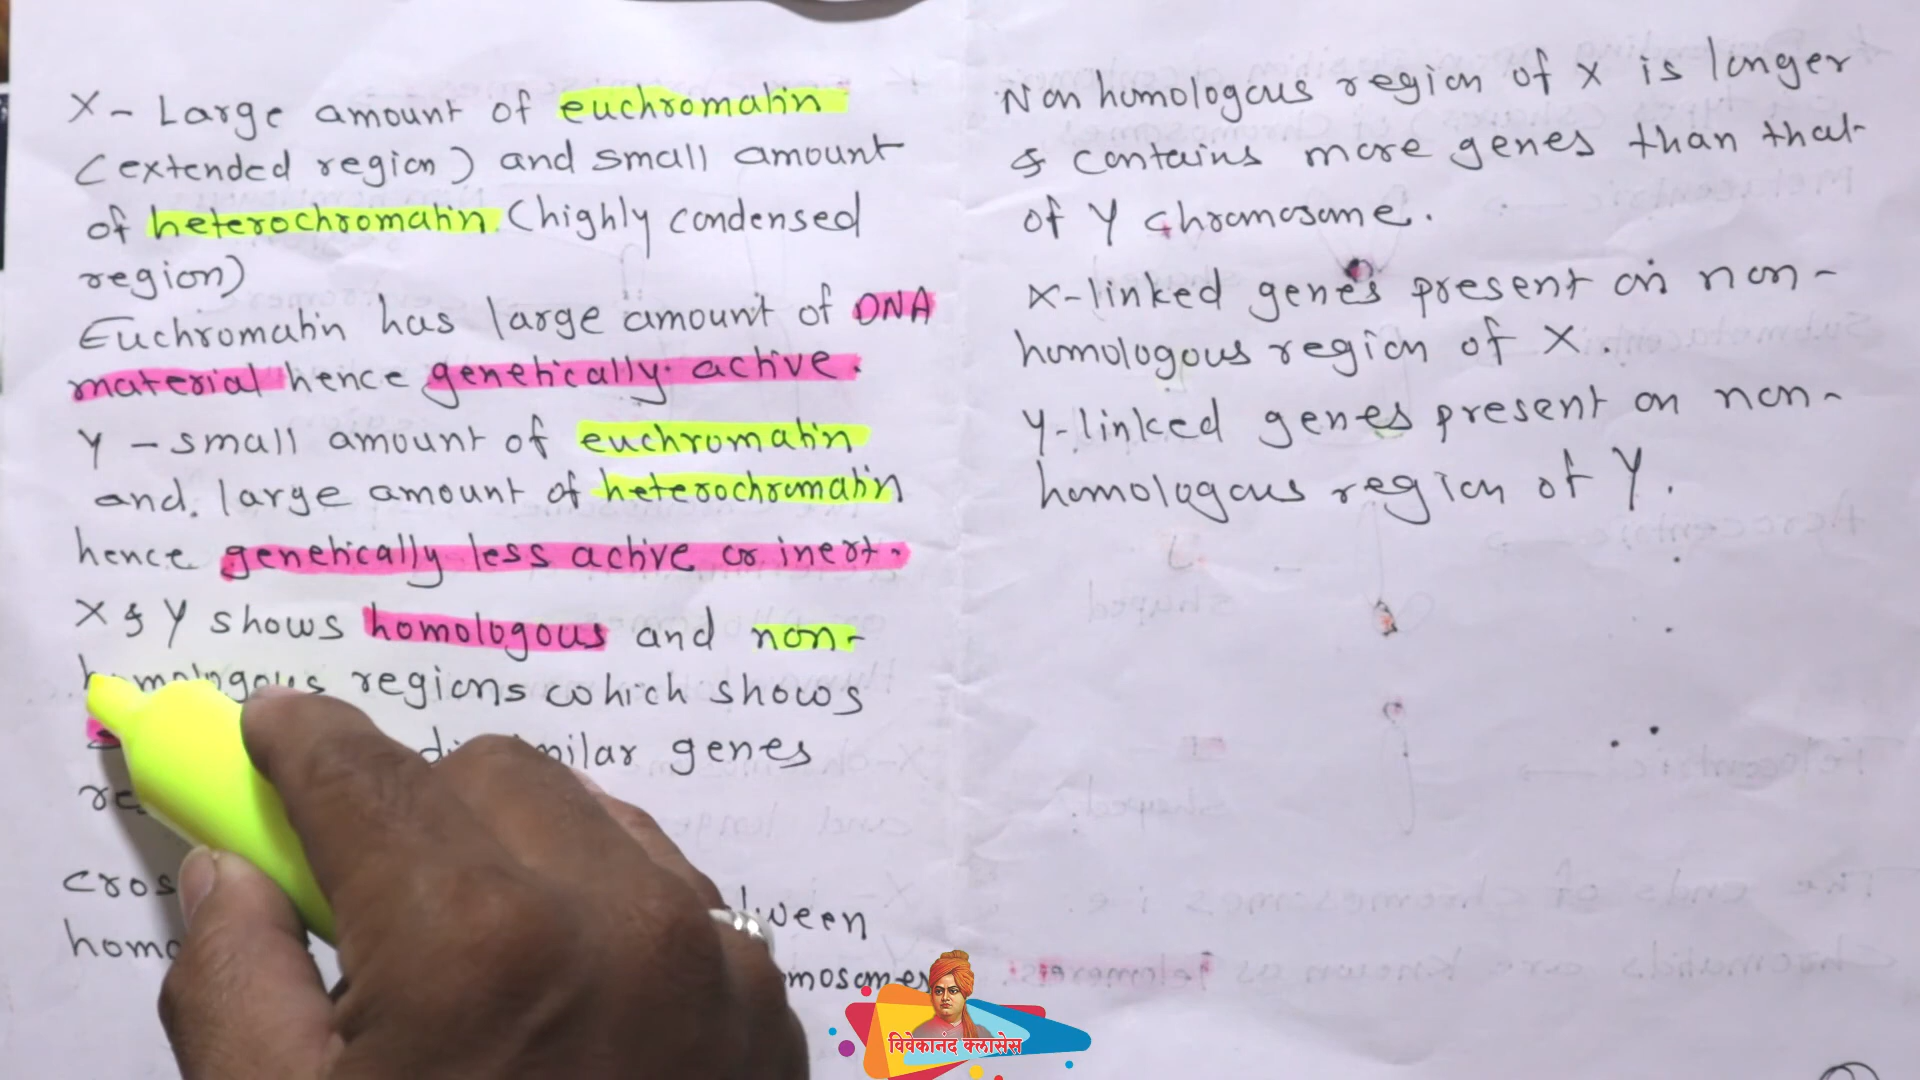 X - Large amount of euchromatin
(extended region) and small amount
of heterochromatin (highly condensed
region)
Euchromatin has large amount of DNA
material hence genetically active.
Y - small amount of euchromatin
and large amount of heterochromatin
hence genetically less active or inert.
X & Y shows homologous and non-
homologous regions which shows
genes
Non homologous region of X is longer
& contains more genes than that
of Y chromosome.
X-linked genes present on non-
homologous region of X.
Y-linked genes present on non-
homologous region of Y.
विवेकानंद क्लासेस